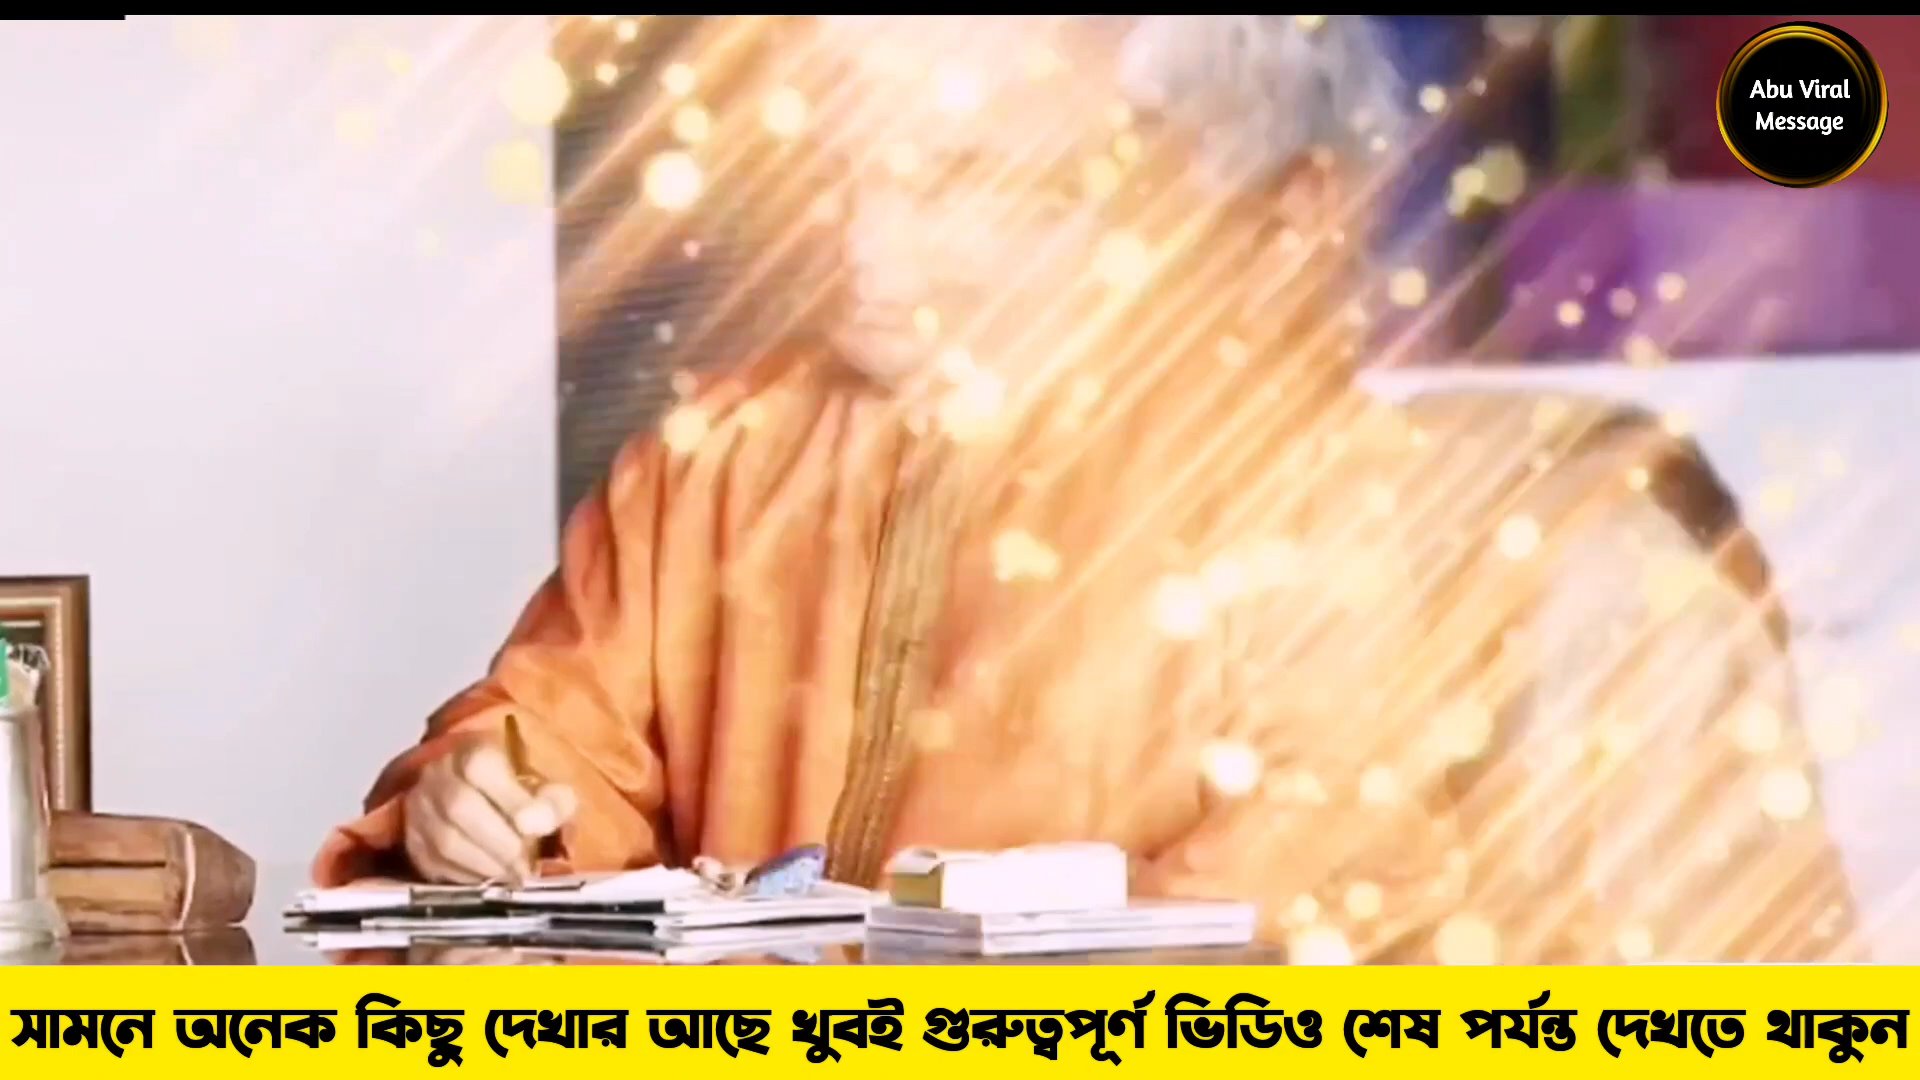 Abu Viral
Message
সামনে অনেক কিছু দেখার আছে খুবই গুরুত্বপূর্ণ ভিডিও শেষ পর্যন্ত দেখতে থাকুন